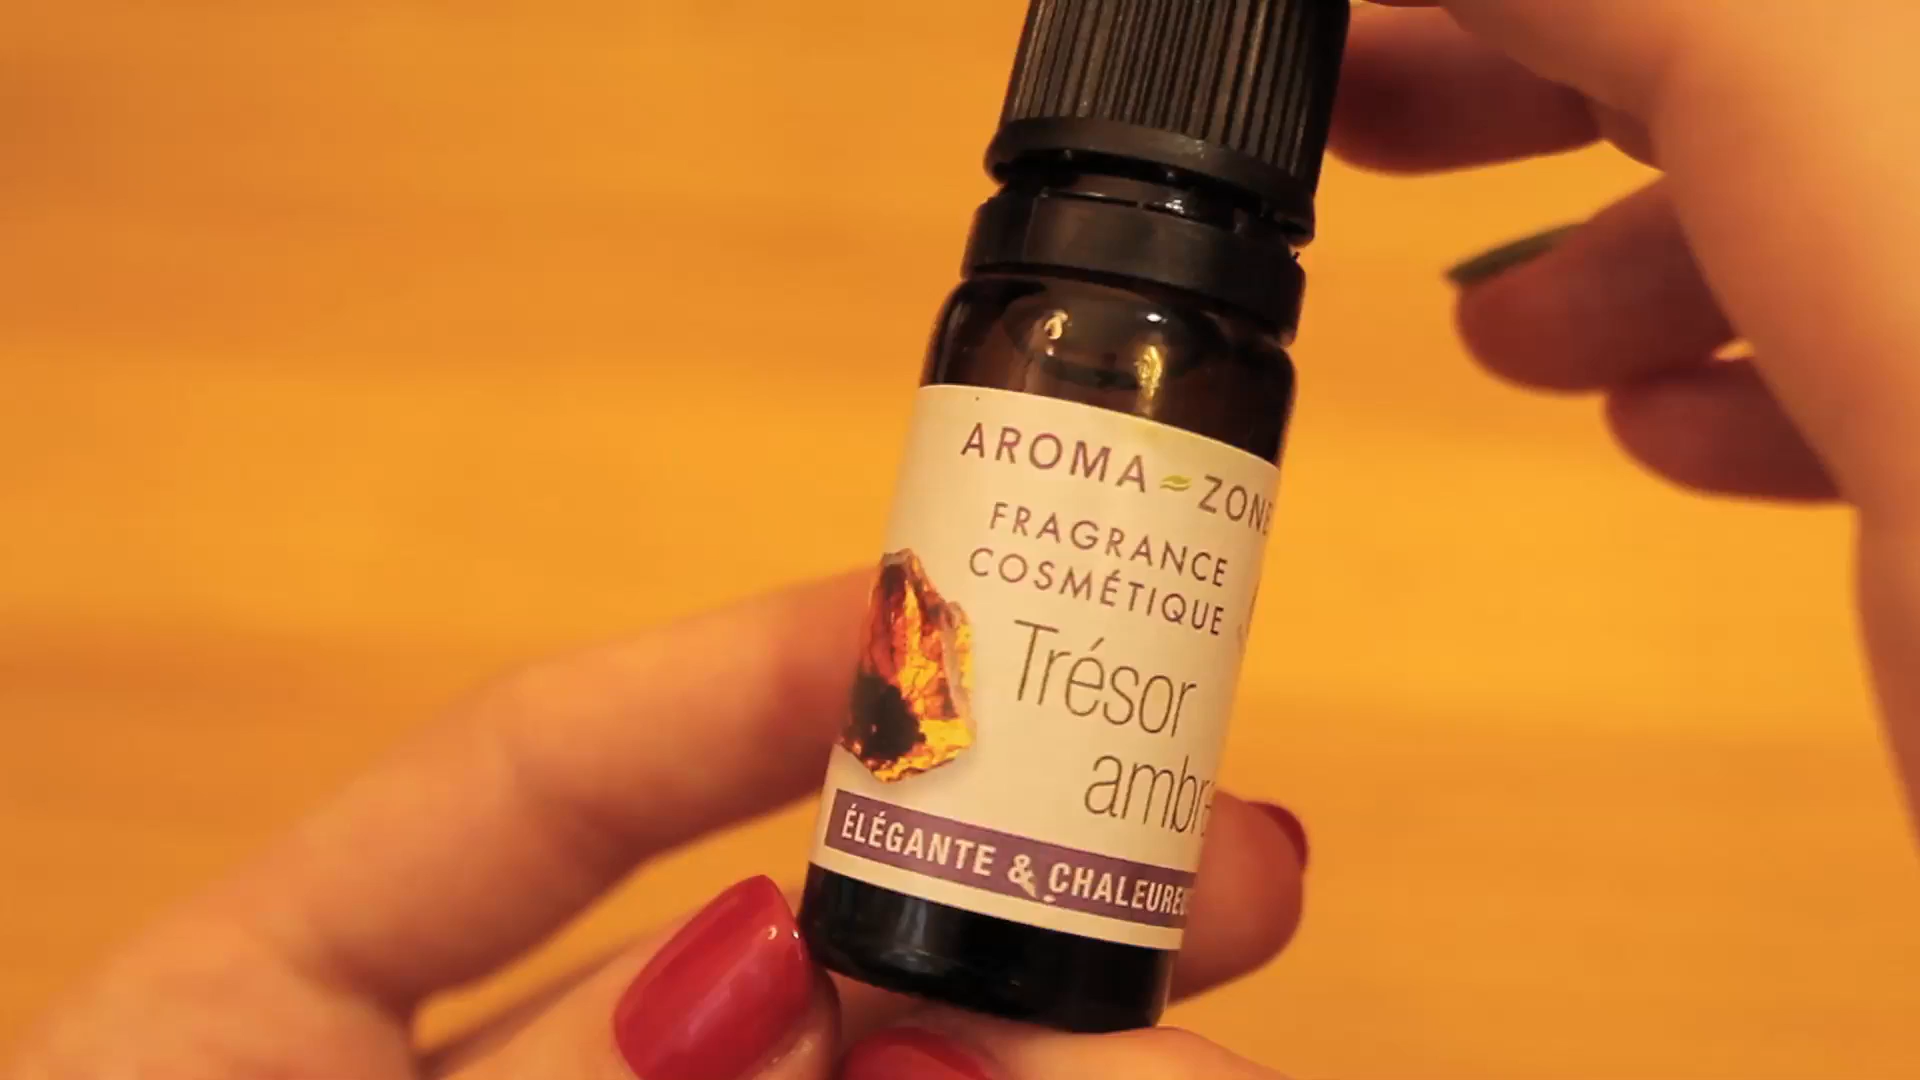 AROMA ZONE
FRAGRANCE
COSMÉTIQUE
Trésor
ÉLÉGANTE &